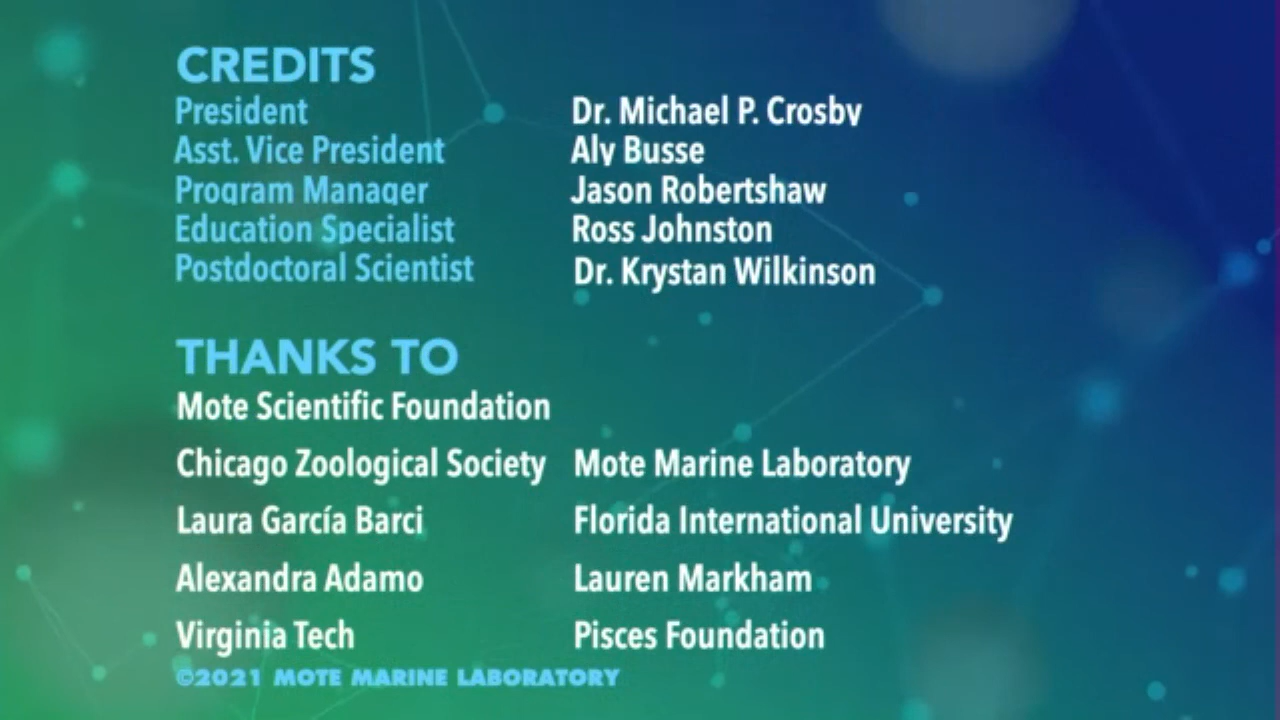 CREDITS
President Dr. Michael P. Crosby
Asst. Vice President Aly Busse
Program Manager Jason Robertshaw
Education Specialist Ross Johnston
Postdoctoral Scientist Dr. Krystan Wilkinson
THANKS TO
Mote Scientific Foundation
Chicago Zoological Society Mote Marine Laboratory
Laura García Barci Florida International University
Alexandra Adamo Lauren Markham
Virginia Tech Pisces Foundation
©2021 MOTE MARINE LABORATORY